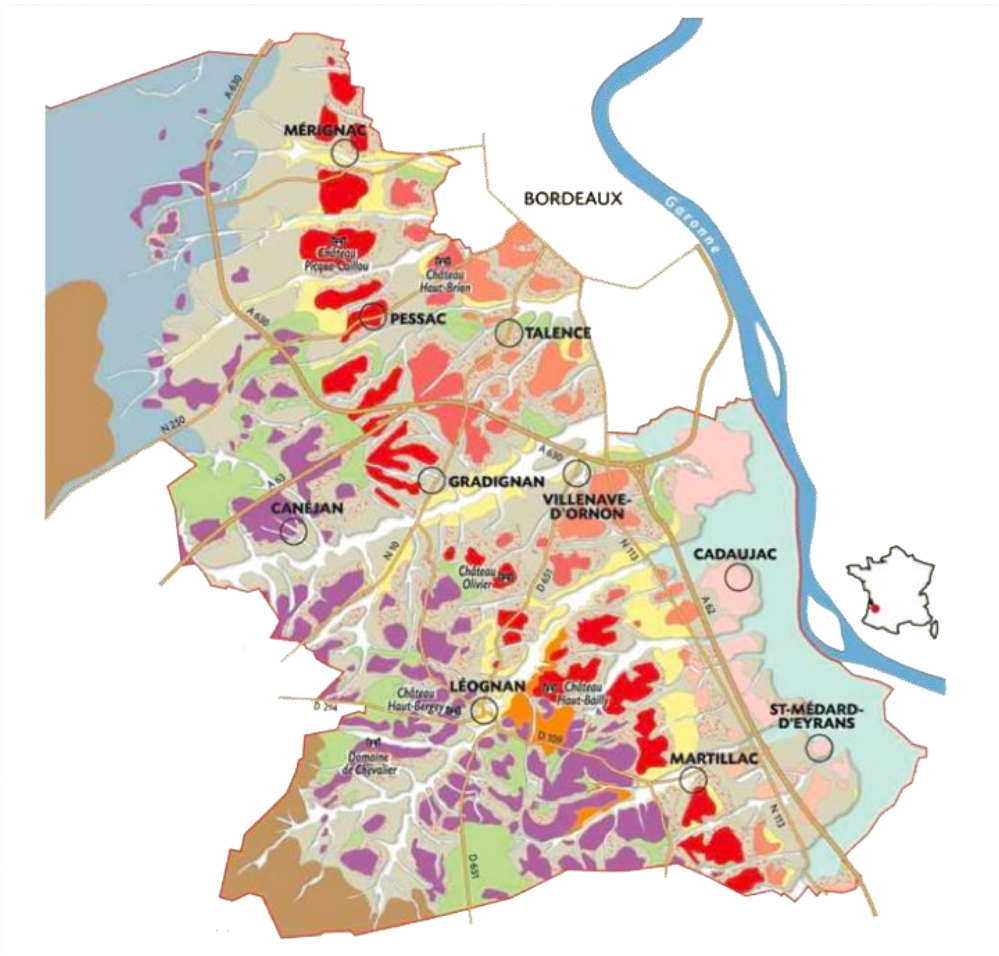 A 630
MÉRIGNAC
BORDEAUX
Garonne
Château
Picque-Caillou
Château
Haut-Brion
A 630
PESSAC
TALENCE
N 250
A 63
A 630
GRADIGNAN
VILLENAVE-
D'ORNON
CANÉJAN
N 10
N 113
CADAUJAC
Château
Olivier
D 651
A 62
LÉOGNAN
Château
Haut-Bergey
Château
Haut-Bailly
D 214
D 109
ST-MÉDARD-
D'EYRANS
Domaine
de Chevalier
MARTILLAC
N 113
D 651